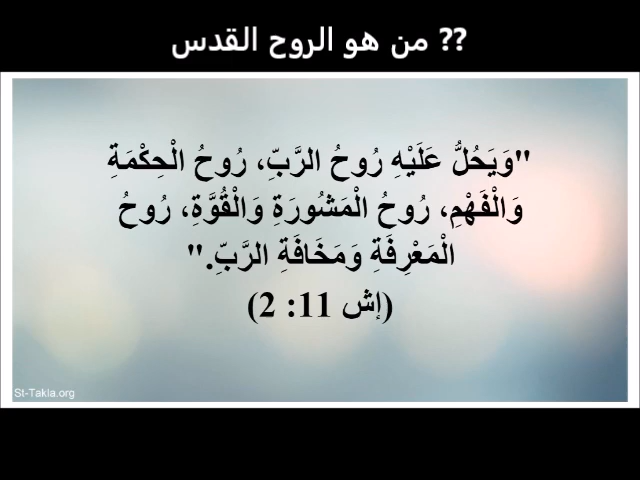 من هو الروح القدس ??
"وَيَحُلُّ عَلَيْهِ رُوحُ الرَّبِّ، رُوحُ الْحِكْمَةِ
وَالْفَهْمِ، رُوحُ الْمَشُورَةِ وَالْقُوَّةِ، رُوحُ
الْمَعْرِفَةِ وَمَخَافَةِ الرَّبِّ."
(إش 11: 2)
St-Takla.org